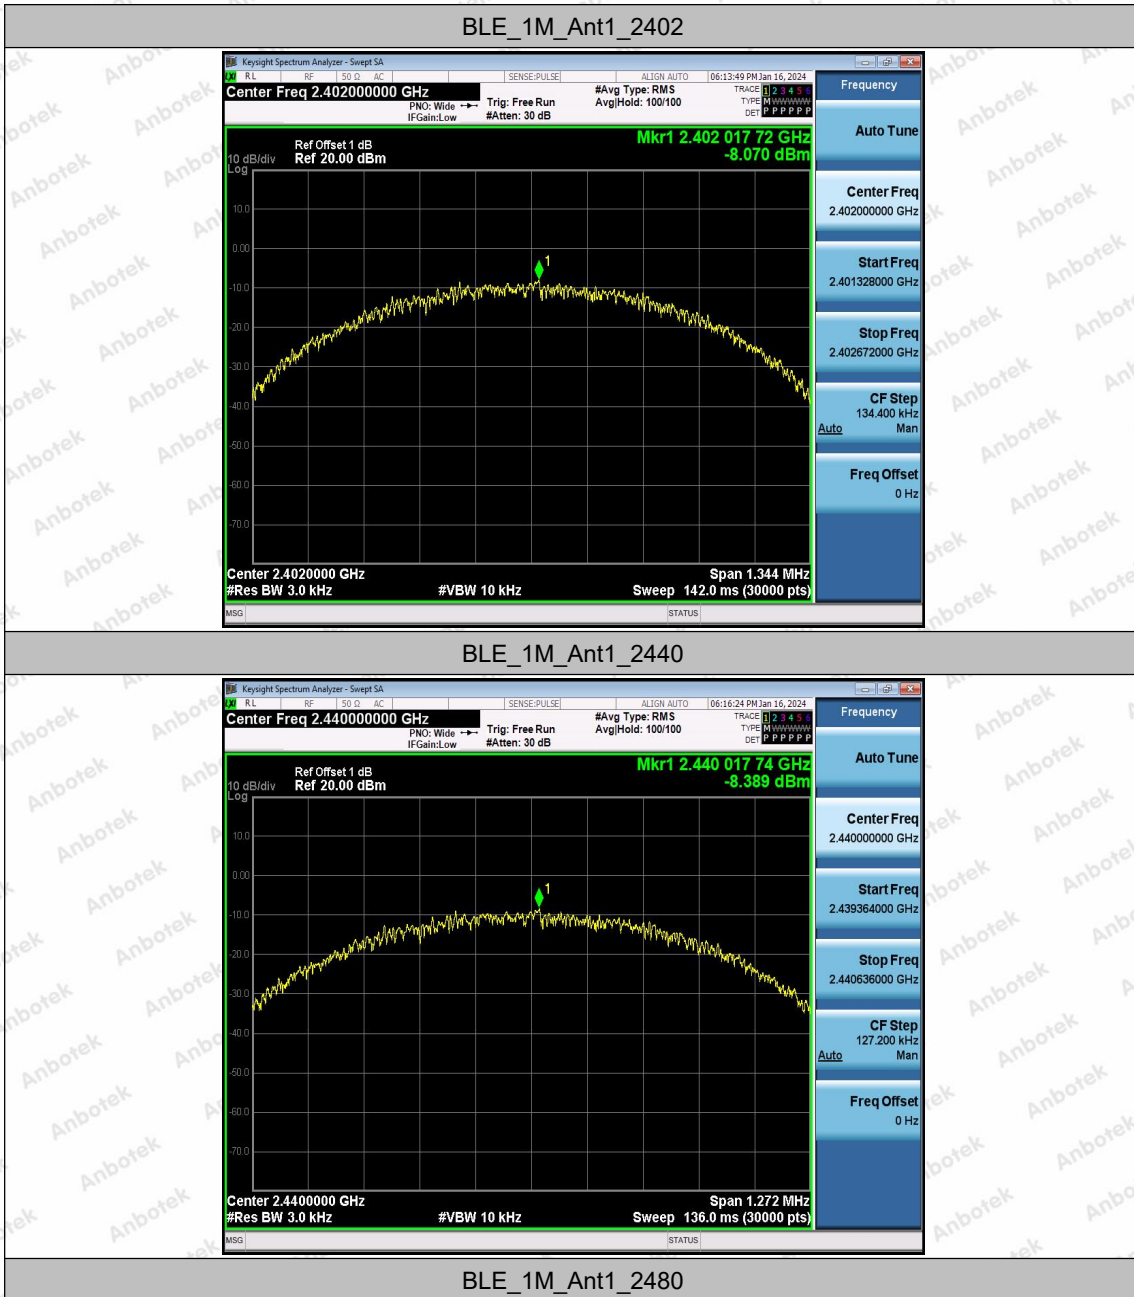 BLE_1M_Ant1_2402
Keysight Spectrum Analyzer - Swept SA
LXI RL RF 50 Ω AC SENSE:PULSE ALIGN AUTO 06:13:49 PM Jan 16, 2024
Center Freq 2.402000000 GHz #Avg Type: RMS TRACE 1 2 3 4 5 6
PNO: Wide Trig: Free Run Avg|Hold: 100/100 TYPE M WWWWW
IFGain:Low #Atten: 30 dB DET P P P P P P
Ref Offset 1 dB Mkr1 2.402 017 72 GHz
10 dB/div Ref 20.00 dBm -8.070 dBm
Log
10.0
0.00
1
-10.0
-20.0
-30.0
-40.0
-50.0
-60.0
-70.0
Center 2.4020000 GHz Span 1.344 MHz
#Res BW 3.0 kHz #VBW 10 kHz Sweep 142.0 ms (30000 pts)
MSG STATUS
Frequency
Auto Tune
Center Freq
2.402000000 GHz
Start Freq
2.401328000 GHz
Stop Freq
2.402672000 GHz
CF Step
134.400 kHz
Auto Man
Freq Offset
0 Hz
BLE_1M_Ant1_2440
Keysight Spectrum Analyzer - Swept SA
LXI RL RF 50 Ω AC SENSE:PULSE ALIGN AUTO 06:16:24 PM Jan 16, 2024
Center Freq 2.440000000 GHz #Avg Type: RMS TRACE 1 2 3 4 5 6
PNO: Wide Trig: Free Run Avg|Hold: 100/100 TYPE M WWWWW
IFGain:Low #Atten: 30 dB DET P P P P P P
Ref Offset 1 dB Mkr1 2.440 017 74 GHz
10 dB/div Ref 20.00 dBm -8.389 dBm
Log
10.0
0.00
1
-10.0
-20.0
-30.0
-40.0
-50.0
-60.0
-70.0
Center 2.4400000 GHz Span 1.272 MHz
#Res BW 3.0 kHz #VBW 10 kHz Sweep 136.0 ms (30000 pts)
MSG STATUS
Frequency
Auto Tune
Center Freq
2.440000000 GHz
Start Freq
2.439364000 GHz
Stop Freq
2.440636000 GHz
CF Step
127.200 kHz
Auto Man
Freq Offset
0 Hz
BLE_1M_Ant1_2480
Anbotek